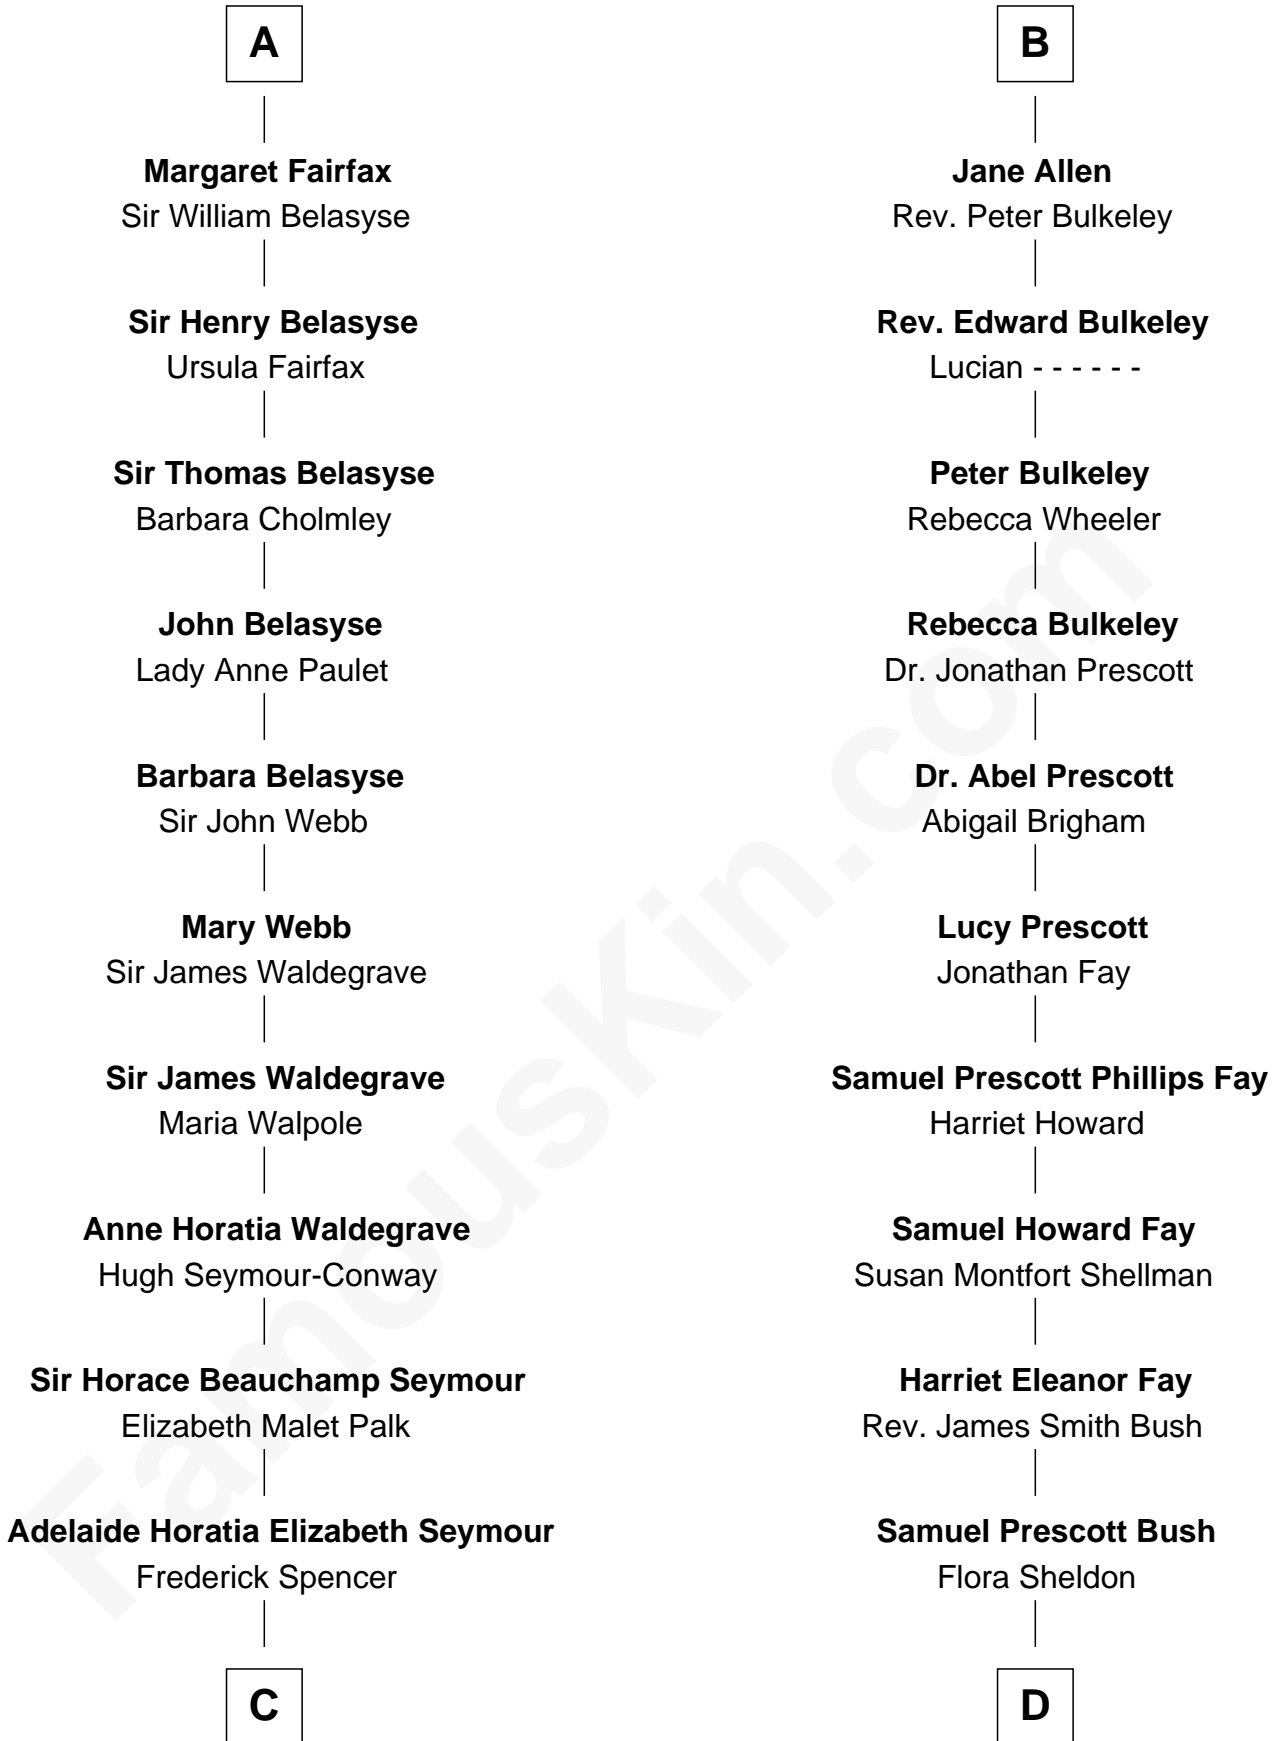 A
Margaret Fairfax
Sir William Belasyse
Sir Henry Belasyse
Ursula Fairfax
Sir Thomas Belasyse
Barbara Cholmley
John Belasyse
Lady Anne Paulet
Barbara Belasyse
Sir John Webb
Mary Webb
Sir James Waldegrave
Sir James Waldegrave
Maria Walpole
Anne Horatia Waldegrave
Hugh Seymour-Conway
Sir Horace Beauchamp Seymour
Elizabeth Malet Palk
Adelaide Horatia Elizabeth Seymour
Frederick Spencer
C
B
Jane Allen
Rev. Peter Bulkeley
Rev. Edward Bulkeley
Lucian - - - - - -
Peter Bulkeley
Rebecca Wheeler
Rebecca Bulkeley
Dr. Jonathan Prescott
Dr. Abel Prescott
Abigail Brigham
Lucy Prescott
Jonathan Fay
Samuel Prescott Phillips Fay
Harriet Howard
Samuel Howard Fay
Susan Montfort Shellman
Harriet Eleanor Fay
Rev. James Smith Bush
Samuel Prescott Bush
Flora Sheldon
D
FamousKin.com